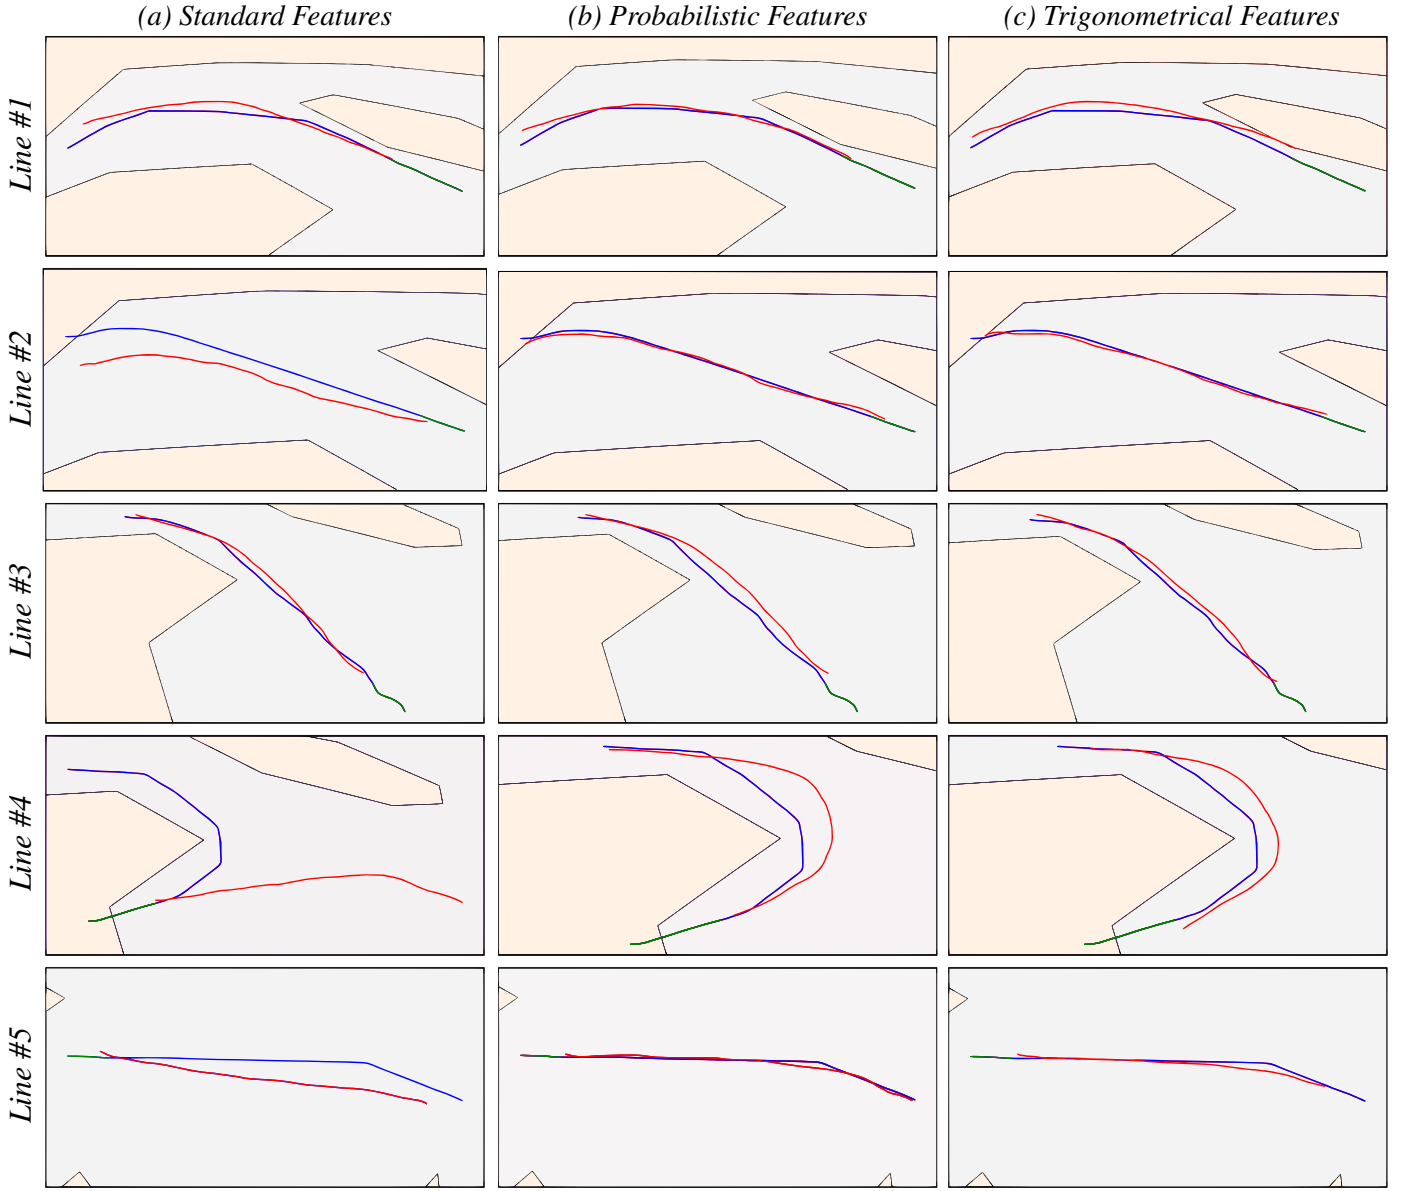 (a) Standard Features
(b) Probabilistic Features
(c) Trigonometrical Features
Line #1
Line #2
Line #3
Line #4
Line #5